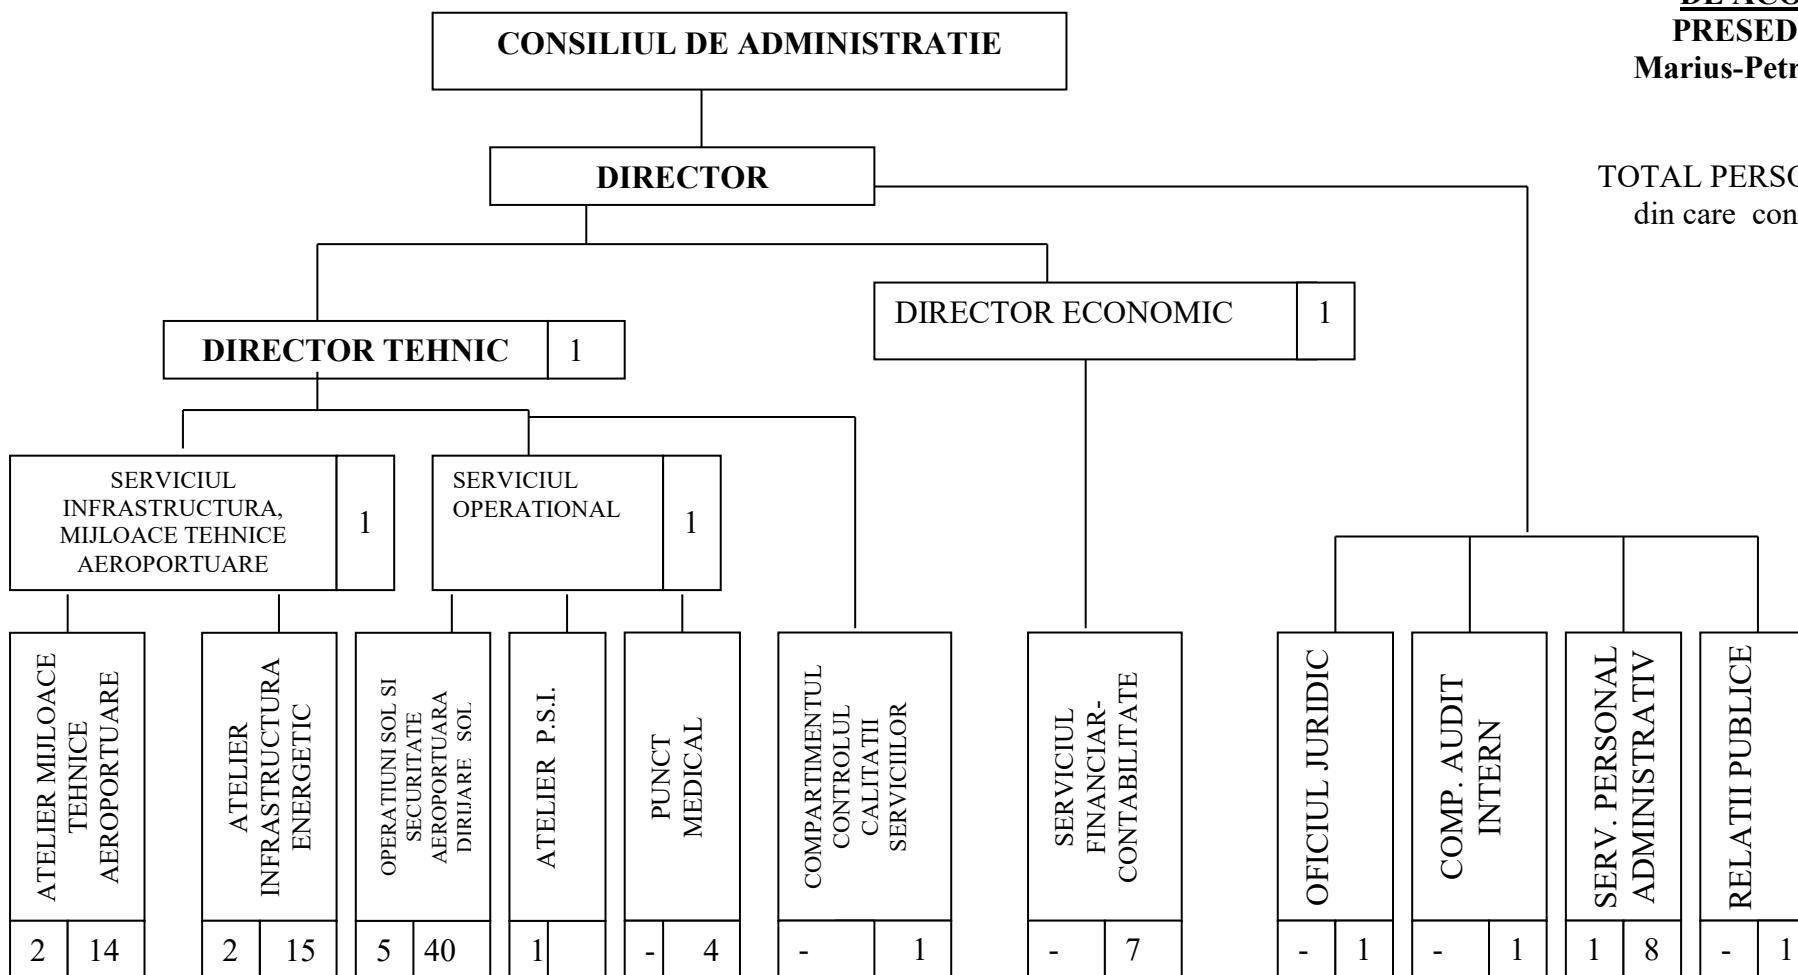 CONSILIUL DE ADMINISTRATIE
PRESED
Marius-Petr
DIRECTOR
TOTAL PERSO
din care con
DIRECTOR ECONOMIC 1
DIRECTOR TEHNIC 1
SERVICIUL
INFRASTRUCTURA,
MIJLOACE TEHNICE
AEROPORTUARE
1
SERVICIUL
OPERATIONAL
1
ATELIER MIJLOACE
TEHNICE
AEROPORTUARE
2 14
ATELIER
INFRASTRUCTURA
ENERGETIC
2 15
OPERATIUNI SOL SI
SECURITATE
AEROPORTUARA
DIRIJARE SOL
5 40
ATELIER P.S.I.
1
PUNCT
MEDICAL
- 4
COMPARTIMENTUL
CONTROLUL
CALITATII
SERVICIILOR
- 1
SERVICIUL
FINANCIAR-
CONTABILITATE
- 7
OFICIUL JURIDIC
- 1
COMP. AUDIT
INTERN
- 1
SERV. PERSONAL
ADMINISTRATIV
1 8
RELATII PUBLICE
- 1